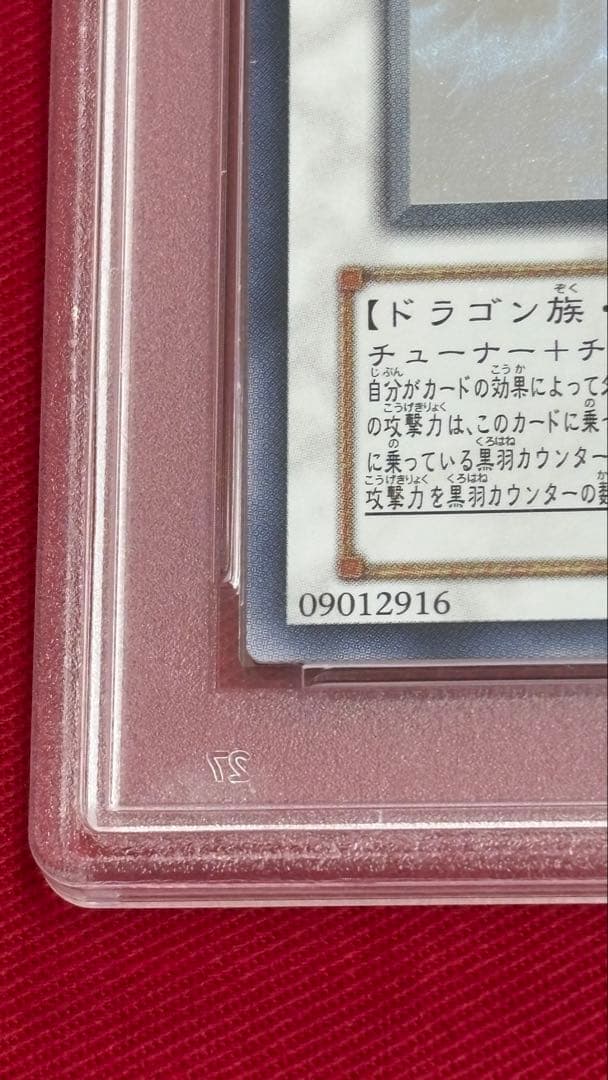 【ドラゴン族・
チューナー＋チ
自分がカードの効果によって
の攻撃力は、このカードに乗っ
に乗っている黒羽カウンター
攻撃力を黒羽カウンターの数
09012916
27